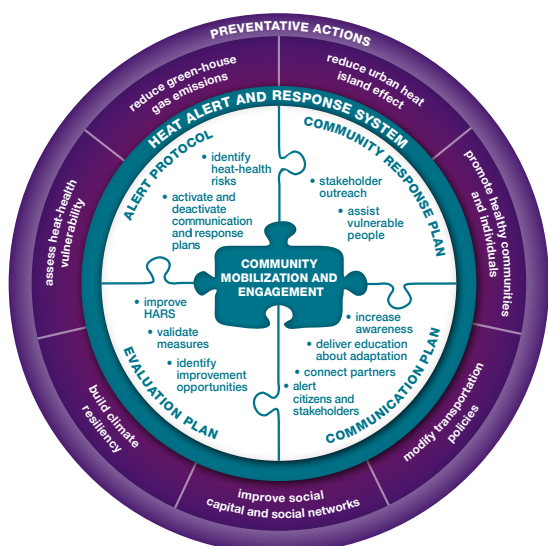 PREVENTATIVE ACTIONS
reduce green-house
gas emissions
reduce urban heat
island effect
promote healthy communities
and individuals
modify transportation
policies
improve social
capital and social networks
build climate
resiliency
assess heat-health
vulnerability
HEAT ALERT AND RESPONSE SYSTEM
ALERT PROTOCOL
• identify
heat-health
risks
• activate and
deactivate
communication
and response
plans
COMMUNITY RESPONSE PLAN
• stakeholder
outreach
• assist
vulnerable
people
COMMUNITY
MOBILIZATION AND
ENGAGEMENT
• improve
HARS
• validate
measures
• identify
improvement
opportunities
EVALUATION PLAN
• increase
awareness
• deliver education
about adaptation
• connect partners
• alert
citizens and
stakeholders
COMMUNICATION PLAN